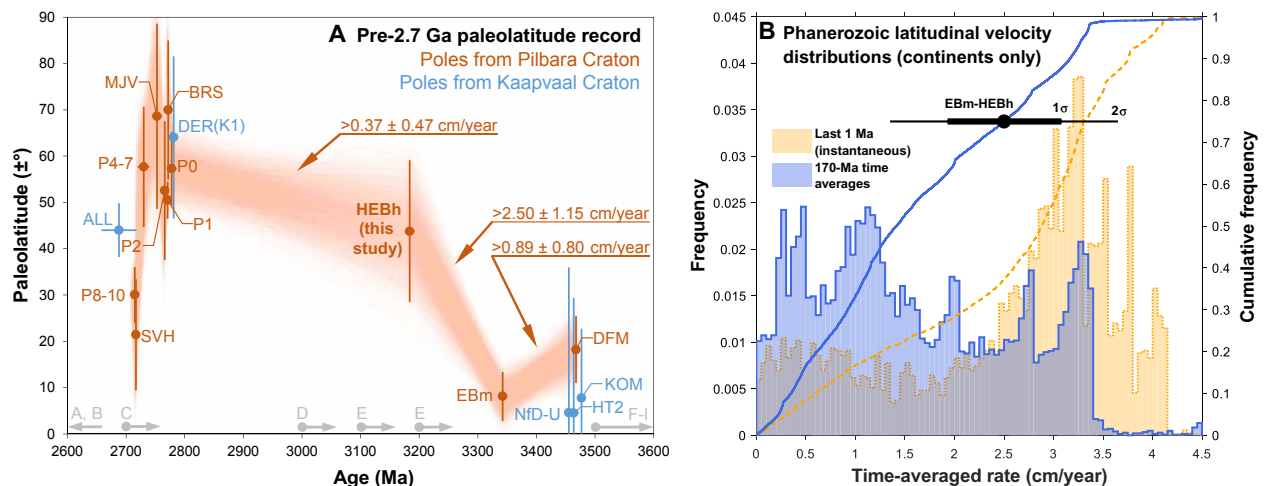 A Pre-2.7 Ga paleolatitude record
Poles from Pilbara Craton
Poles from Kaapvaal Craton
Paleolatitude (±°)
90
80
70
60
50
40
30
20
10
0
MJV
BRS
DER(K1)
P4-7
P0
P1
ALL
P2
P8-10
SVH
>0.37 ± 0.47 cm/year
HEBh
(this
study)
>2.50 ± 1.15 cm/year
>0.89 ± 0.80 cm/year
DFM
EBm
KOM
NfD-U
HT2
A, B
C
D
E
E
F-I
2600
2700
2800
2900
3000
3100
3200
3300
3400
3500
3600
Age (Ma)
B Phanerozoic latitudinal velocity
distributions (continents only)
EBm-HEBh
1σ
2σ
Last 1 Ma
(instantaneous)
170-Ma time
averages
Frequency
0.045
0.04
0.035
0.03
0.025
0.02
0.015
0.01
0.005
0
Cumulative frequency
1
0.9
0.8
0.7
0.6
0.5
0.4
0.3
0.2
0.1
0
0
0.5
1
1.5
2
2.5
3
3.5
4
4.5
Time-averaged rate (cm/year)